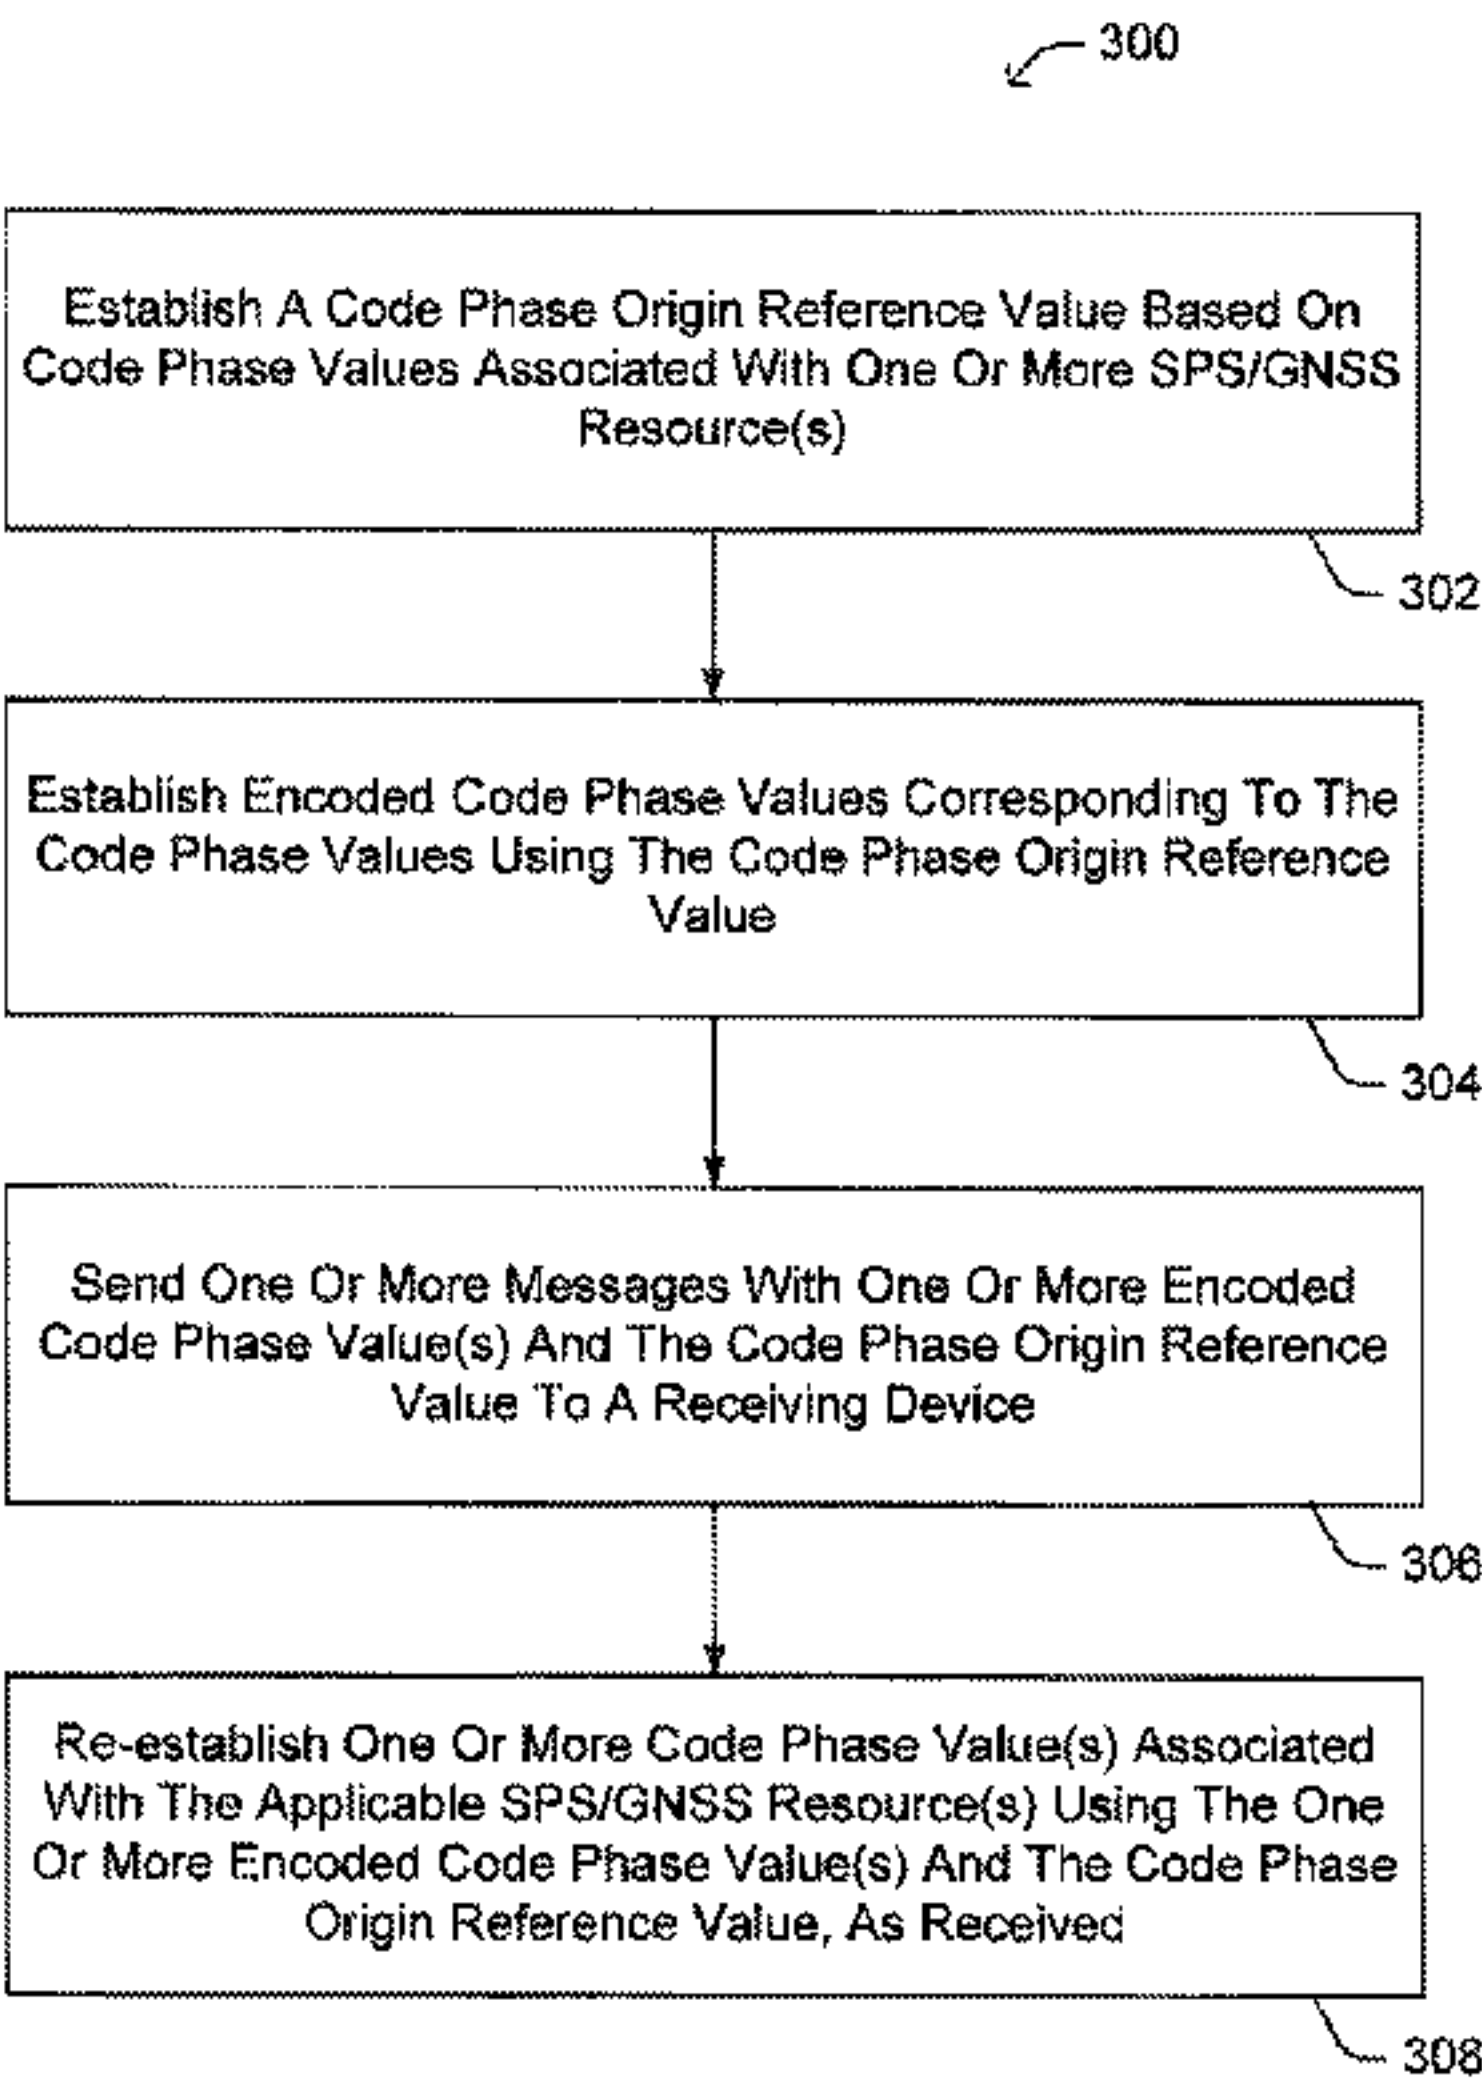 300
Establish A Code Phase Origin Reference Value Based On
Code Phase Values Associated With One Or More SPS/GNSS
Resource(s)
302
Establish Encoded Code Phase Values Corresponding To The
Code Phase Values Using The Code Phase Origin Reference
Value
304
Send One Or More Messages With One Or More Encoded
Code Phase Value(s) And The Code Phase Origin Reference
Value To A Receiving Device
306
Re-establish One Or More Code Phase Value(s) Associated
With The Applicable SPS/GNSS Resource(s) Using The One
Or More Encoded Code Phase Value(s) And The Code Phase
Origin Reference Value, As Received
308